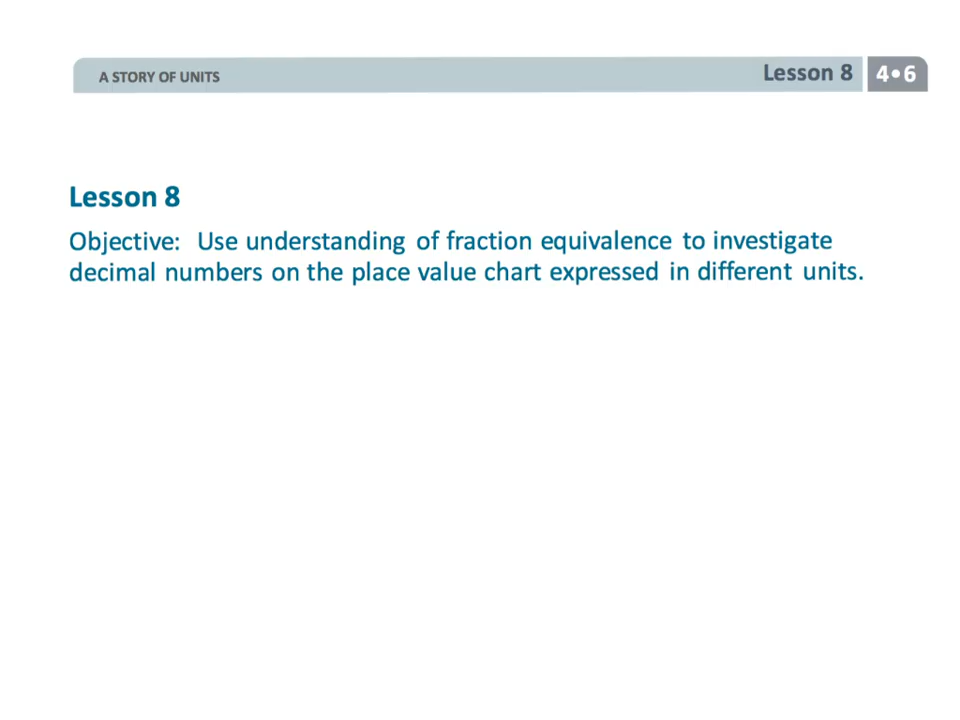 A STORY OF UNITS
Lesson 8 4•6
Lesson 8
Objective: Use understanding of fraction equivalence to investigate
decimal numbers on the place value chart expressed in different units.